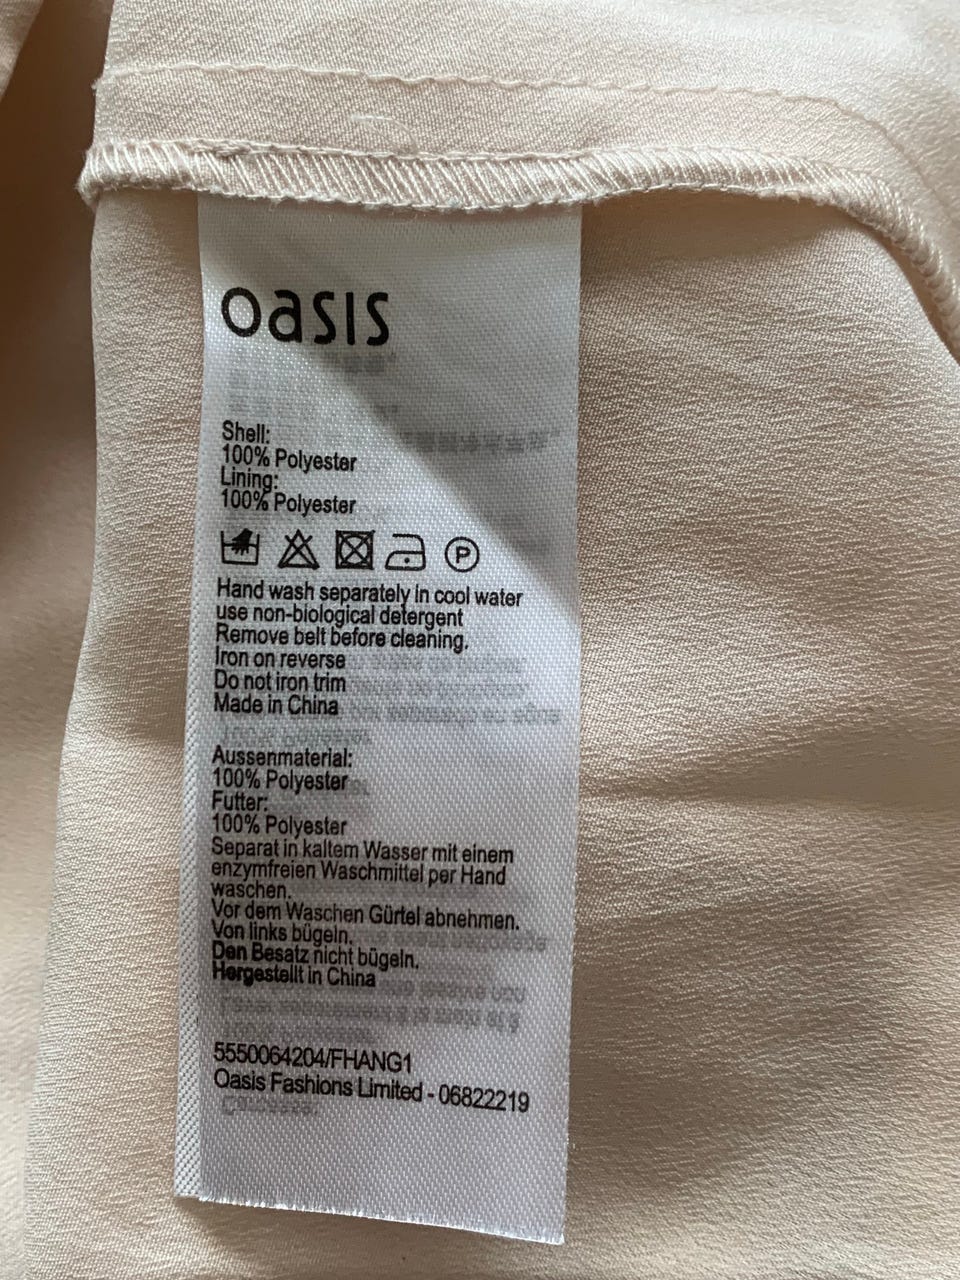 oasis
Shell:
100% Polyester
Lining:
100% Polyester
P
Hand wash separately in cool water
use non-biological detergent
Remove belt before cleaning.
Iron on reverse
Do not iron trim
Made in China
Aussenmaterial:
100% Polyester
Futter:
100% Polyester
Separat in kaltem Wasser mit einem
enzymfreien Waschmittel per Hand
waschen.
Vor dem Waschen Gürtel abnehmen.
Von links bügeln.
Den Besatz nicht bügeln.
Hergestellt in China
5550064204/FHANG1
Oasis Fashions Limited - 06822219